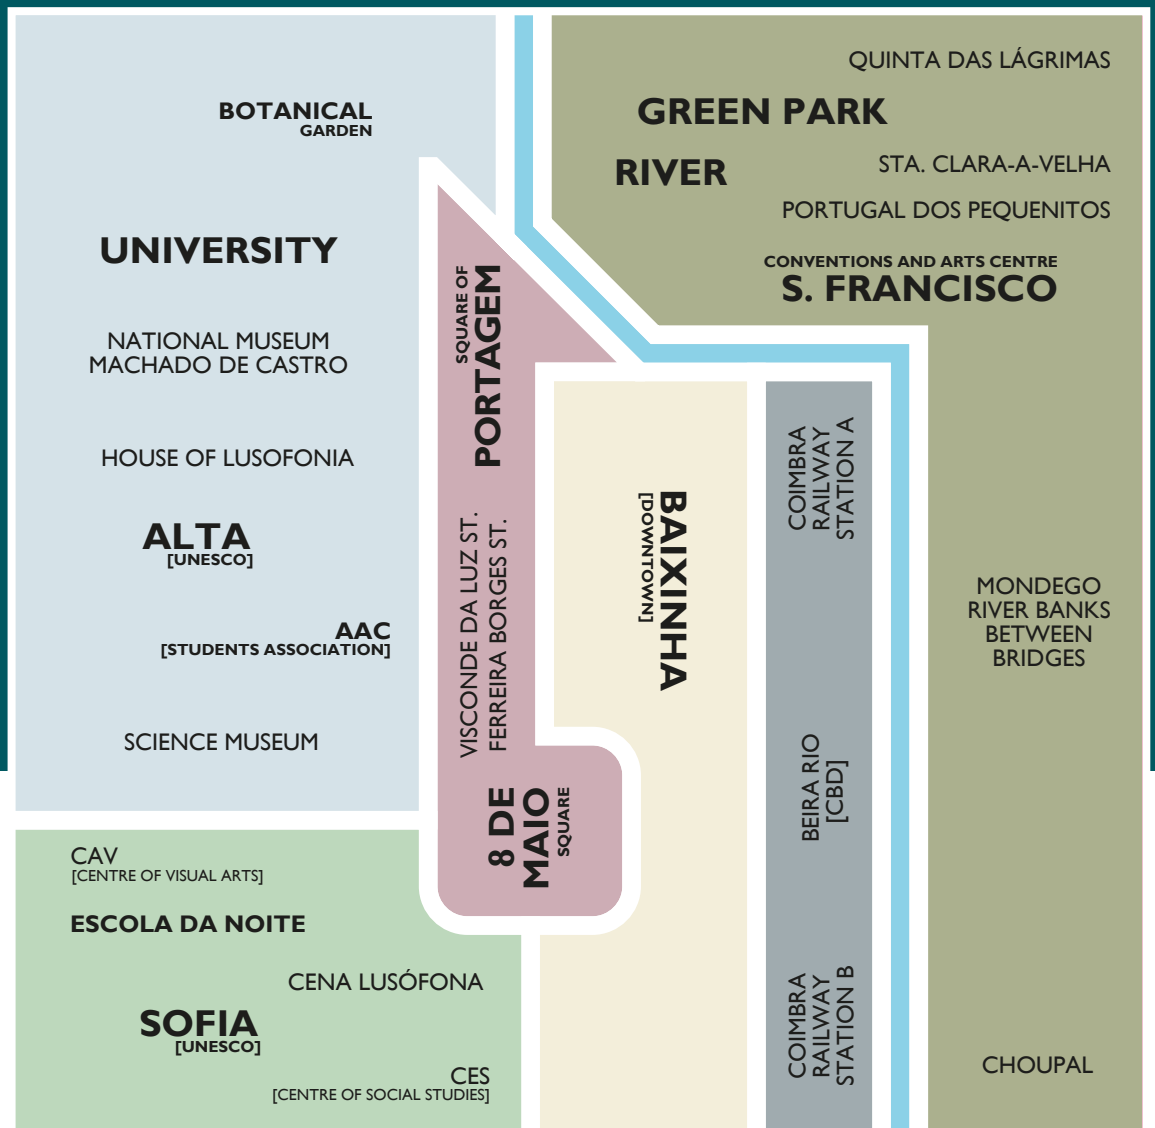 BOTANICAL
GARDEN
UNIVERSITY
NATIONAL MUSEUM
MACHADO DE CASTRO
HOUSE OF LUSOFONIA
ALTA
[UNESCO]
AAC
[STUDENTS ASSOCIATION]
SCIENCE MUSEUM
CAV
[CENTRE OF VISUAL ARTS]
ESCOLA DA NOITE
CENA LUSÓFONA
SOFIA
[UNESCO]
CES
[CENTRE OF SOCIAL STUDIES]
SQUARE OF
PORTAGEM
VISCONDE DA LUZ ST.
FERREIRA BORGES ST.
8 DE
MAIO
SQUARE
BAIXINHA
[DOWNTOWN]
COIMBRA
RAILWAY
STATION A
BEIRA RIO
[CBD]
COIMBRA
RAILWAY
STATION B
QUINTA DAS LÁGRIMAS
GREEN PARK
RIVER
STA. CLARA-A-VELHA
PORTUGAL DOS PEQUENITOS
CONVENTIONS AND ARTS CENTRE
S. FRANCISCO
MONDEGO
RIVER BANKS
BETWEEN
BRIDGES
CHOUPAL